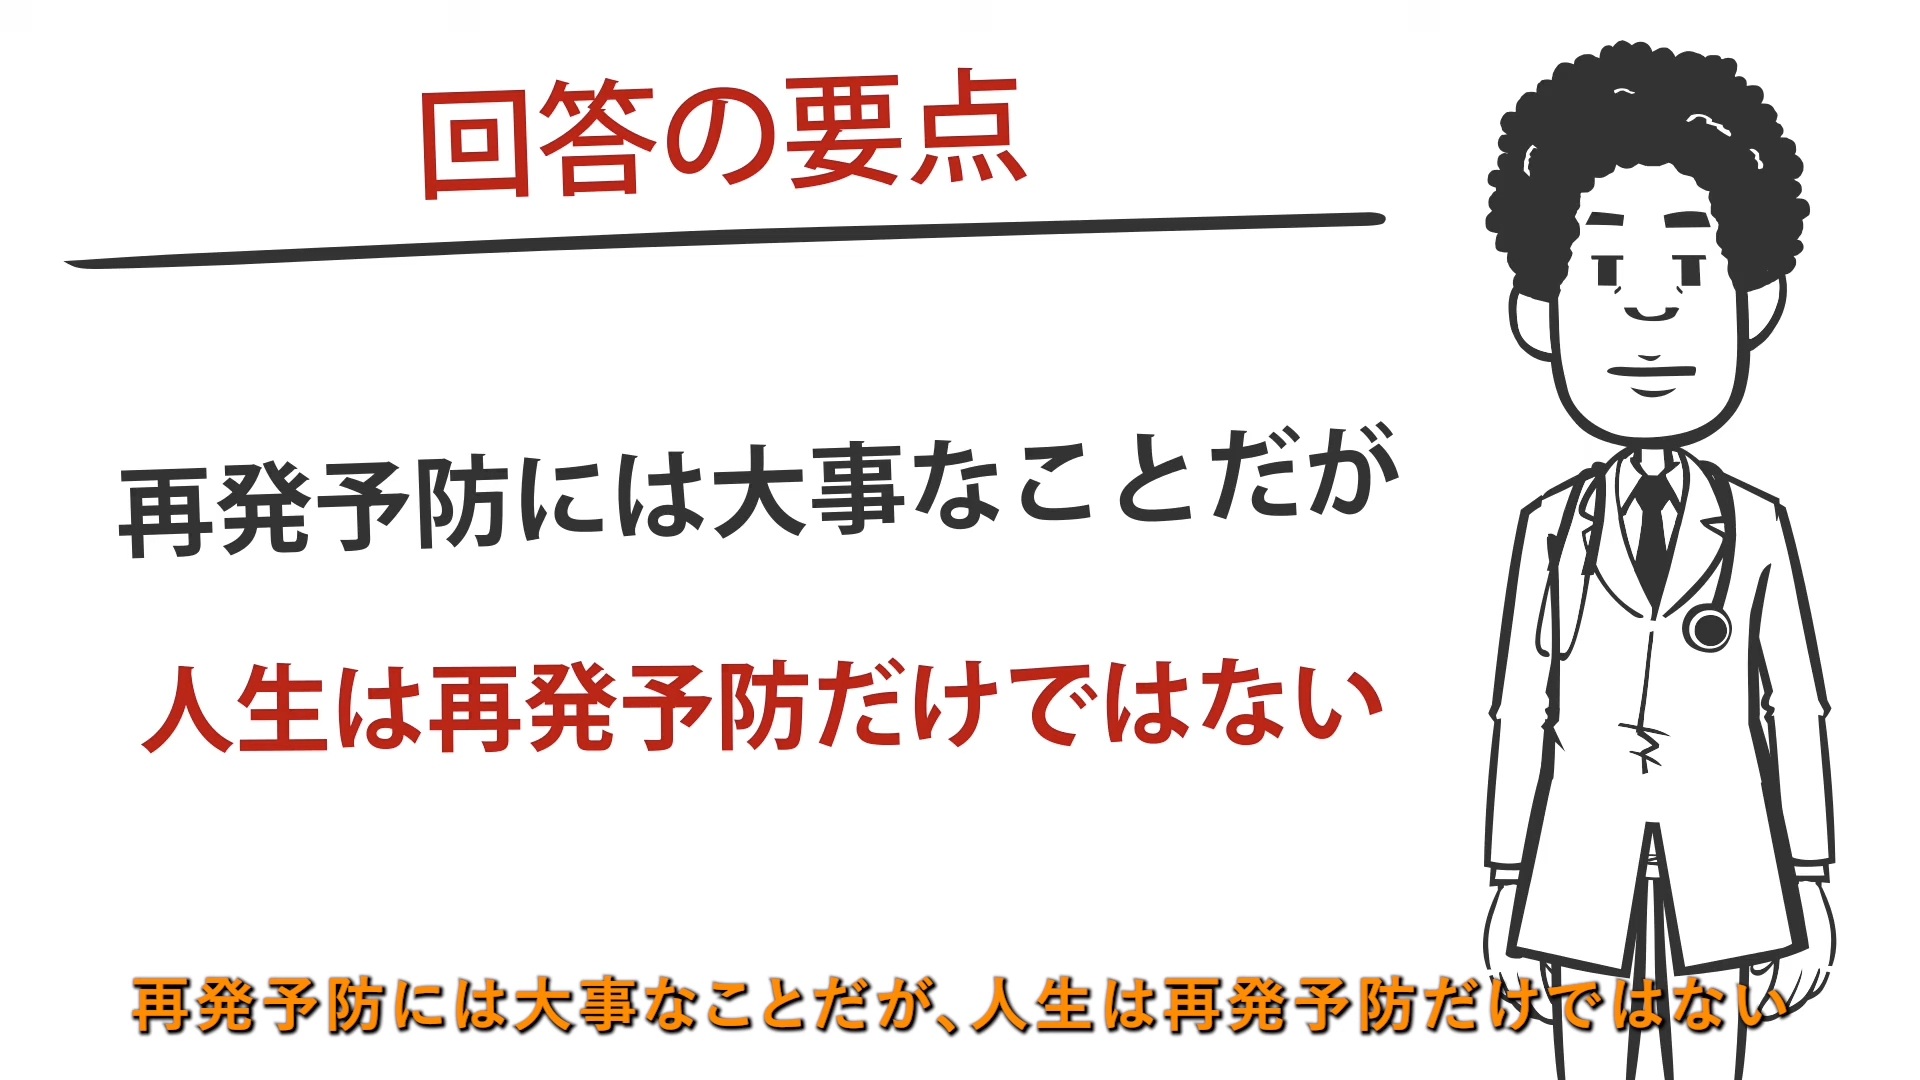 回答の要点
再発予防には大事なことだが
人生は再発予防だけではない
再発予防には大事なことだが、人生は再発予防だけではない